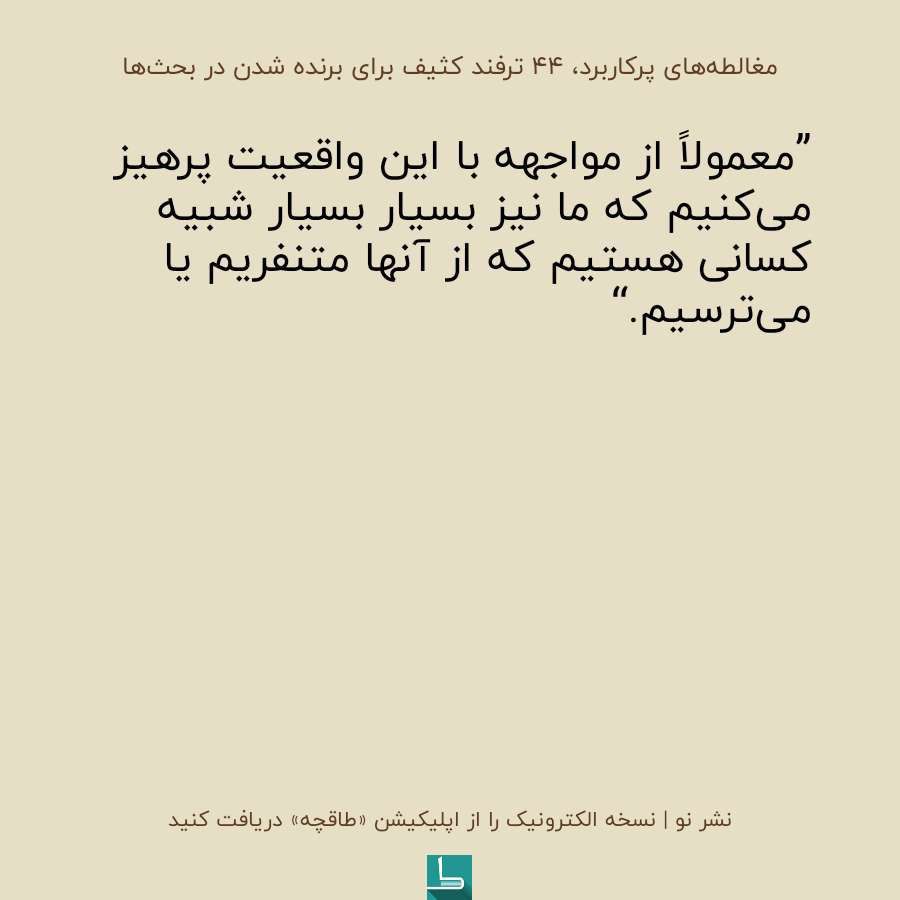 مغالطه‌های پرکاربرد، ۴۴ ترفند کثیف برای برنده شدن در بحث‌ها
”معمولاً از مواجهه با این واقعیت پرهیز
می‌کنیم که ما نیز بسیار بسیار شبیه
کسانی هستیم که از آنها متنفریم یا
می‌ترسیم.“
نشر نو | نسخه الکترونیک را از اپلیکیشن «طاقچه» دریافت کنید